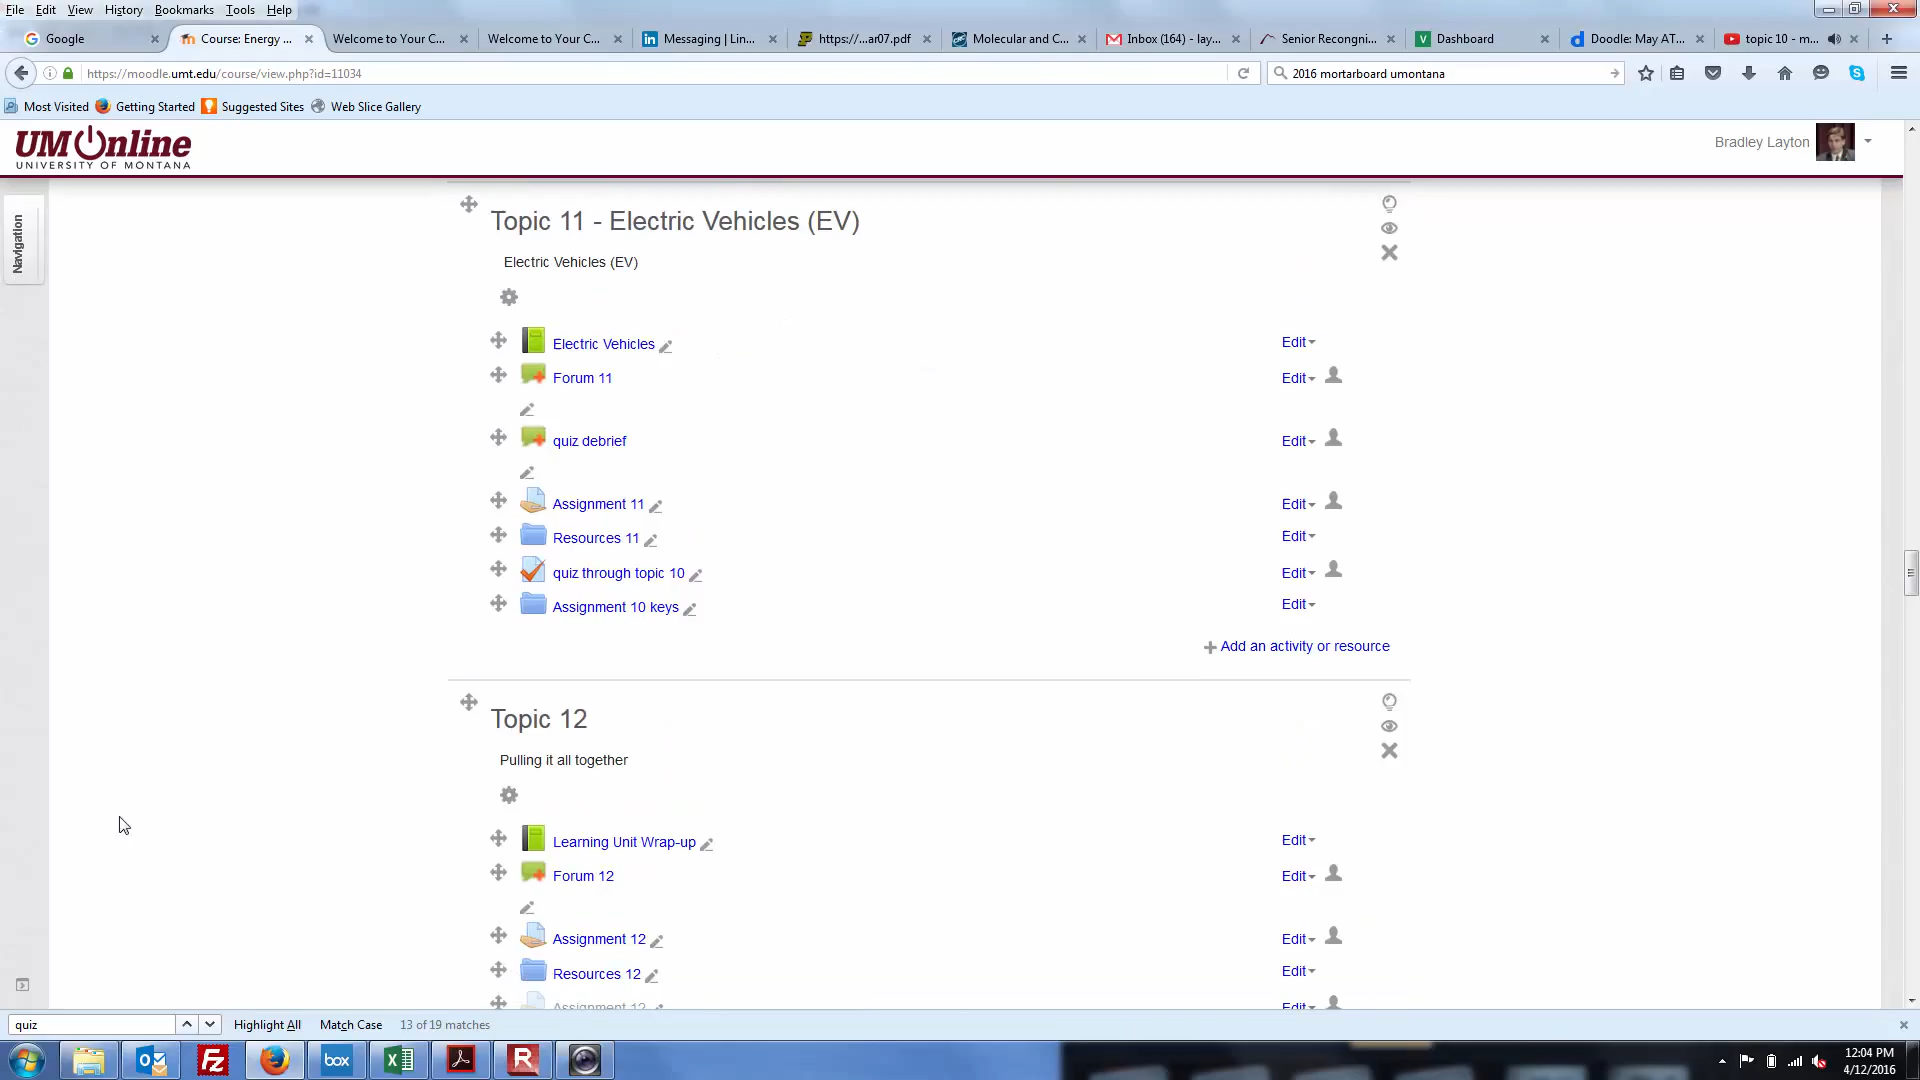 File Edit View History Bookmarks Tools Help
Google
Course: Energy ...
Welcome to Your C...
Welcome to Your C...
Messaging | Lin...
https://...ar07.pdf
Molecular and C...
Inbox (164) - lay...
Senior Recongni...
Dashboard
Doodle: May AT...
topic 10 - m...
https://moodle.umt.edu/course/view.php?id=11034
2016 mortarboard umontana
Most Visited Getting Started Suggested Sites Web Slice Gallery
UM Online
UNIVERSITY OF MONTANA
Bradley Layton
Navigation
Topic 11 - Electric Vehicles (EV)
Electric Vehicles (EV)
Electric Vehicles Edit
Forum 11 Edit
quiz debrief Edit
Assignment 11 Edit
Resources 11 Edit
quiz through topic 10 Edit
Assignment 10 keys Edit
Add an activity or resource
Topic 12
Pulling it all together
Learning Unit Wrap-up Edit
Forum 12 Edit
Assignment 12 Edit
Resources 12 Edit
Assignment 12 Edit
quiz Highlight All Match Case 13 of 19 matches
box
12:04 PM
4/12/2016